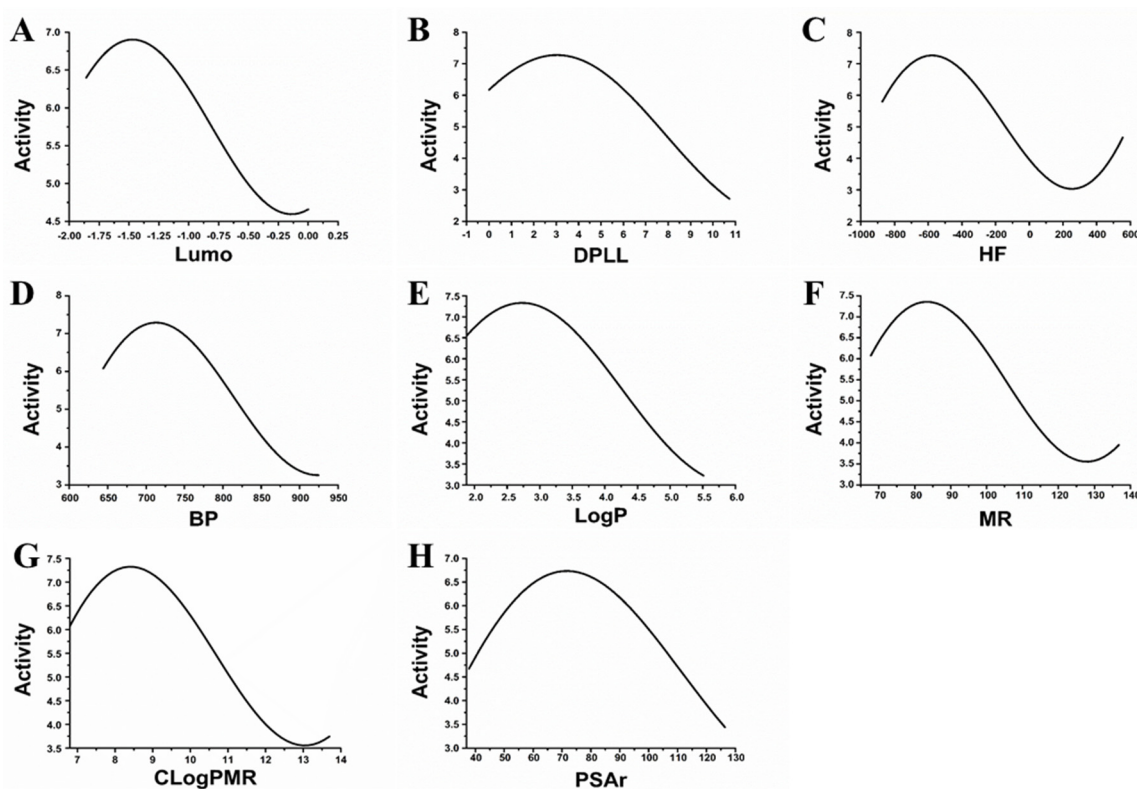 A
Activity
7.0
6.5
6.0
5.5
5.0
4.5
-2.00 -1.75 -1.50 -1.25 -1.00 -0.75 -0.50 -0.25 0.00 0.25
Lumo
B
Activity
8
7
6
5
4
3
2
-1 0 1 2 3 4 5 6 7 8 9 10 11
DPLL
C
Activity
8
7
6
5
4
3
2
-1000 -800 -600 -400 -200 0 200 400 600
HF
D
Activity
8
7
6
5
4
3
600 650 700 750 800 850 900 950
BP
E
Activity
7.5
7.0
6.5
6.0
5.5
5.0
4.5
4.0
3.5
3.0
2.0 2.5 3.0 3.5 4.0 4.5 5.0 5.5 6.0
LogP
F
Activity
7.5
7.0
6.5
6.0
5.5
5.0
4.5
4.0
3.5
3.0
70 80 90 100 110 120 130 140
MR
G
Activity
7.5
7.0
6.5
6.0
5.5
5.0
4.5
4.0
3.5
7 8 9 10 11 12 13 14
CLogPMR
H
Activity
7.0
6.5
6.0
5.5
5.0
4.5
4.0
3.5
3.0
40 50 60 70 80 90 100 110 120 130
PSAr